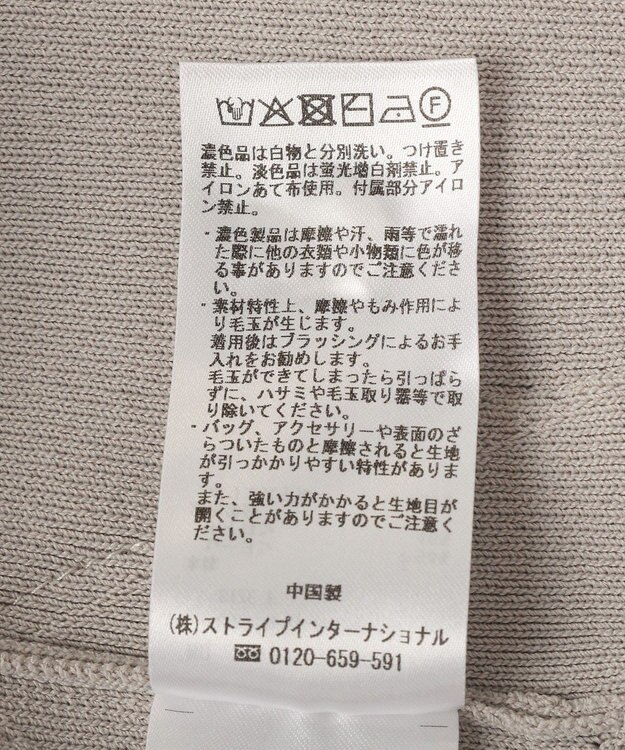 F
濃色品は白物と分別洗い。つけ置き
禁止。淡色品は蛍光増白剤禁止。ア
イロンあて布使用。付属部分アイロ
ン禁止。
・濃色製品は摩擦や汗、雨等で濡れ
た際に他の衣類や小物類に色が移
る事がありますのでご注意くださ
い。
・素材特性上、摩擦やもみ作用によ
り毛玉が生じます。
着用後はブラッシングによるお手
入れをお勧めします。
毛玉ができてしまったら引っぱら
ずに、ハサミや毛玉取り器等で取
り除いてください。
・バッグ、アクセサリーや表面のざ
らついたものと摩擦されると生地
が引っかかりやすい特性がありま
す。
また、強い力がかかると生地目が
開くことがありますのでご注意く
ださい。
中国製
(株)ストライプインターナショナル
0120-659-591